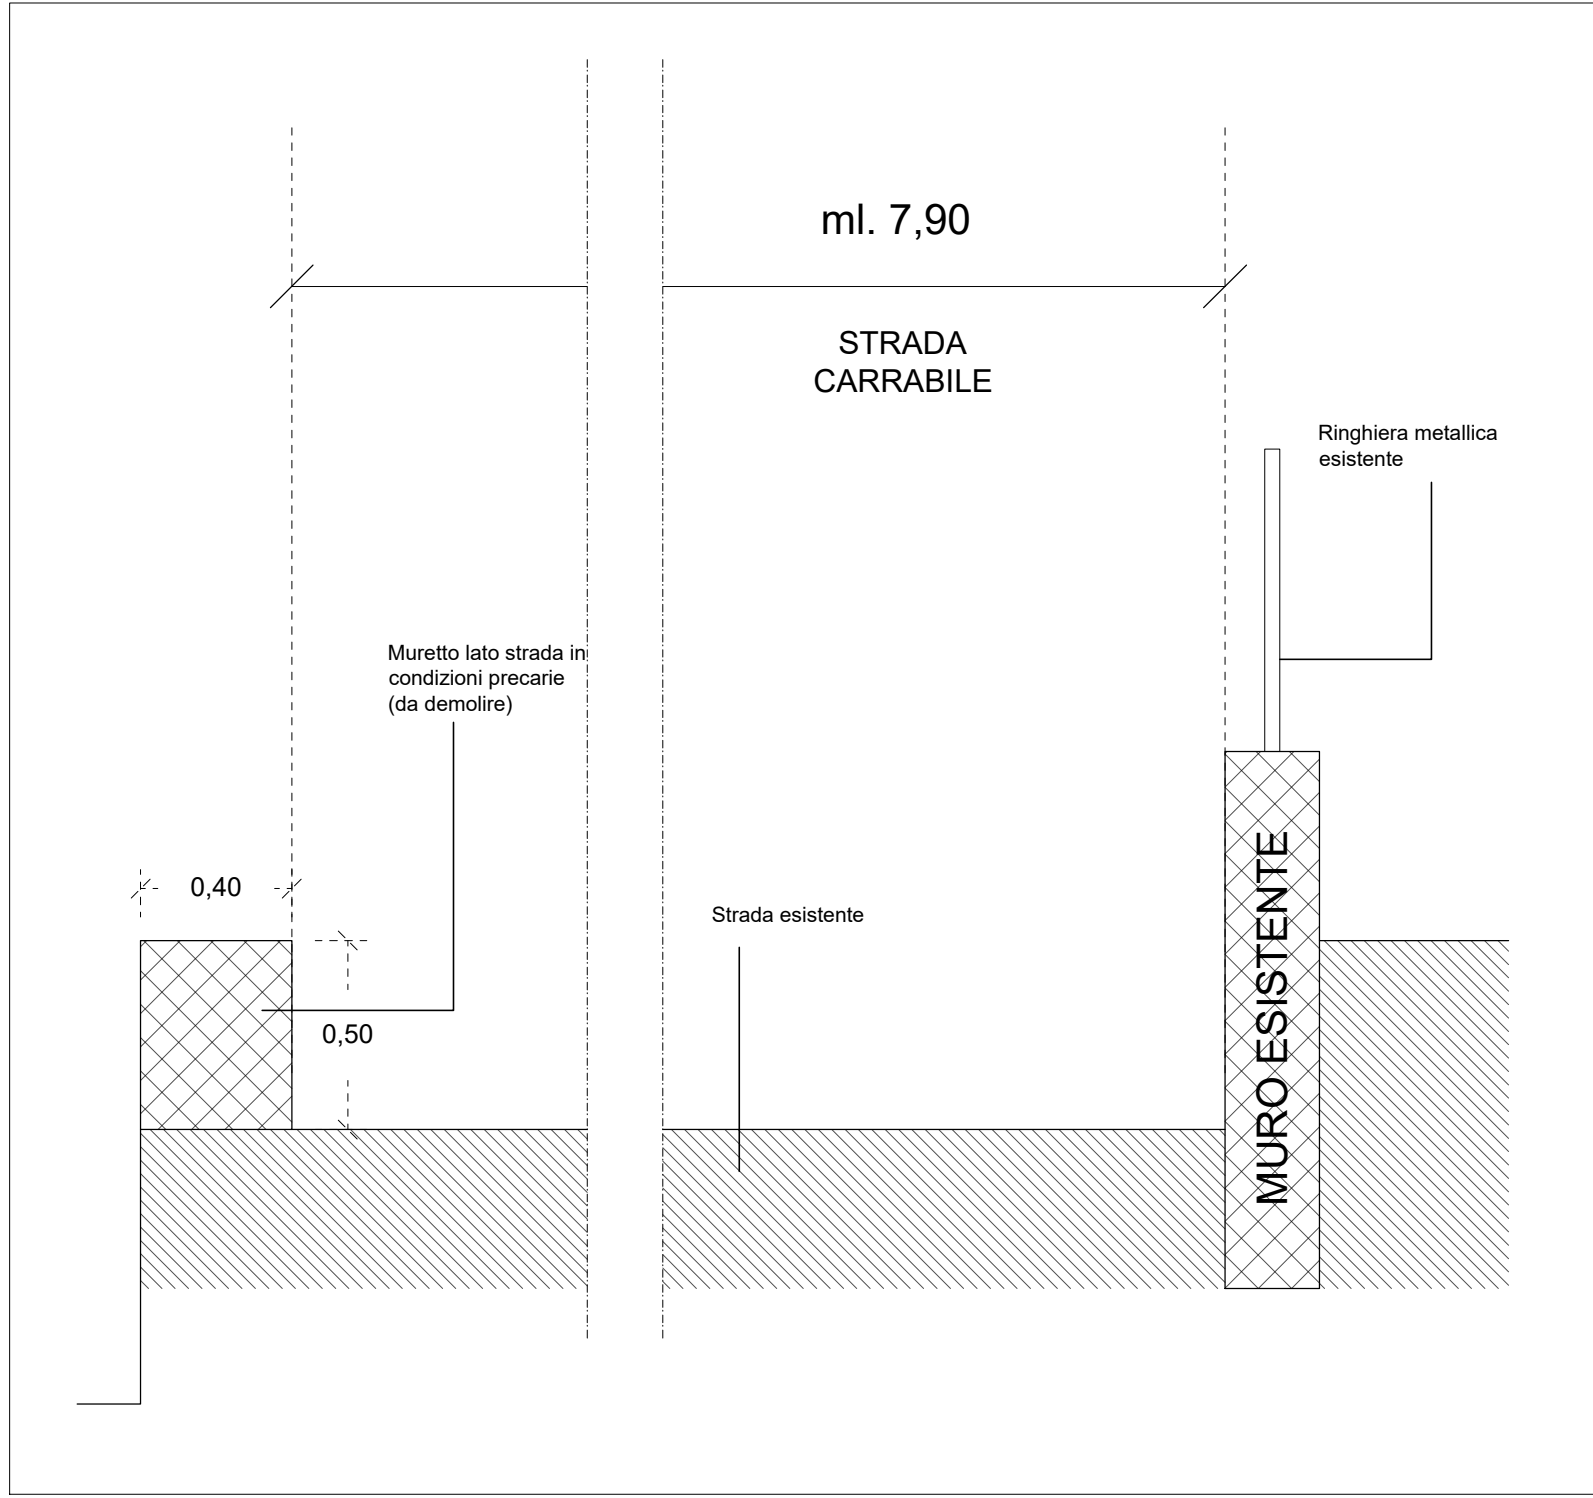 ml. 7,90
STRADA
CARRABILE
Ringhiera metallica
esistente
Muretto lato strada in
condizioni precarie
(da demolire)
0,40
Strada esistente
0,50
MURO ESISTENTE